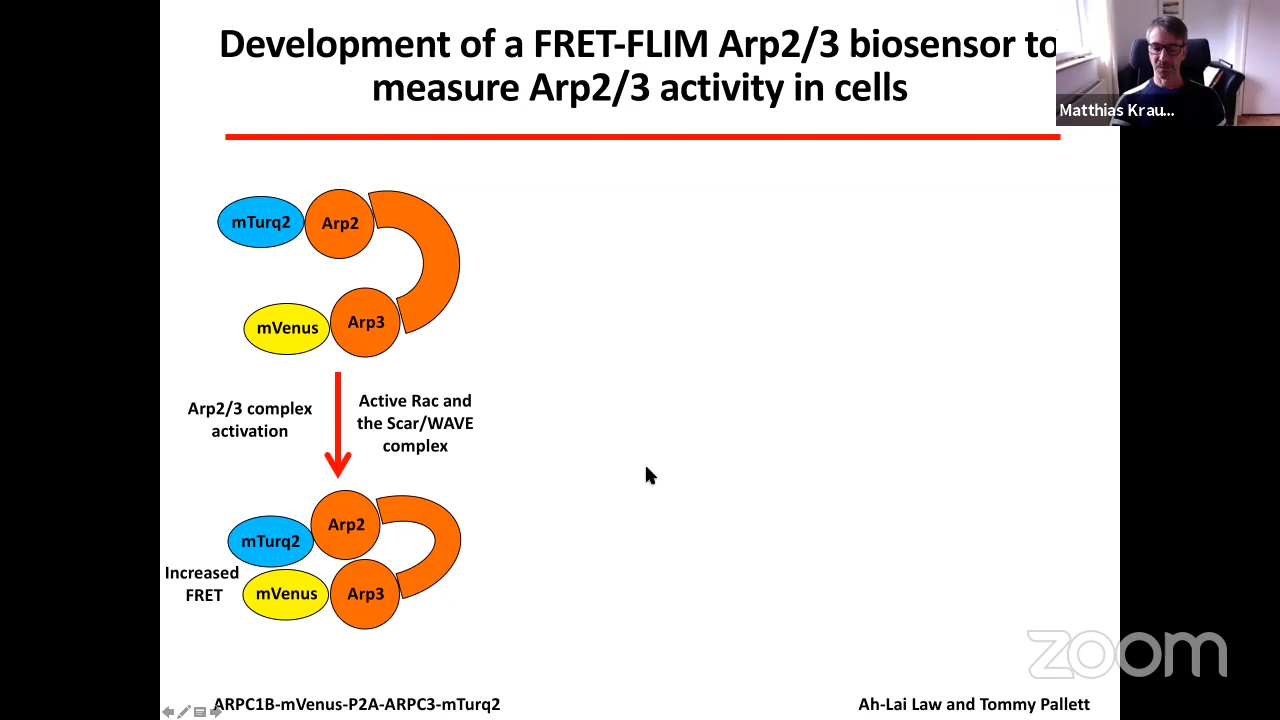 Development of a FRET-FLIM Arp2/3 biosensor to
measure Arp2/3 activity in cells
Matthias Krau...
mTurq2
Arp2
mVenus
Arp3
Arp2/3 complex
activation
Active Rac and
the Scar/WAVE
complex
Arp2
mTurq2
Increased
FRET
mVenus
Arp3
zoom
ARPC1B-mVenus-P2A-ARPC3-mTurq2
Ah-Lai Law and Tommy Pallett